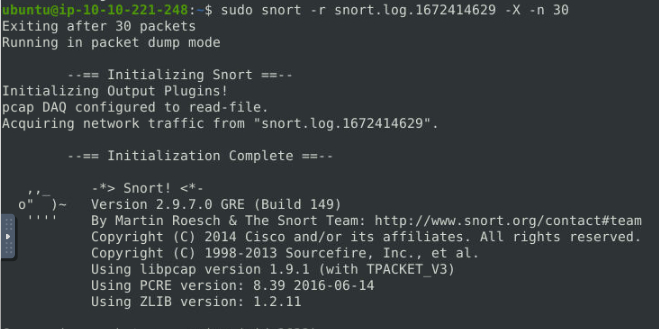 ubuntu@ip-10-10-221-248:~$ sudo snort -r snort.log.1672414629 -X -n 30
Exiting after 30 packets
Running in packet dump mode
--== Initializing Snort ==--
Initializing Output Plugins!
pcap DAQ configured to read-file.
Acquiring network traffic from "snort.log.1672414629".
--== Initialization Complete ==--
,,_     -*> Snort! <*-
o"  )~   Version 2.9.7.0 GRE (Build 149)
''''    By Martin Roesch & The Snort Team: http://www.snort.org/contact#team
Copyright (C) 2014 Cisco and/or its affiliates. All rights reserved.
Copyright (C) 1998-2013 Sourcefire, Inc., et al.
Using libpcap version 1.9.1 (with TPACKET_V3)
Using PCRE version: 8.39 2016-06-14
Using ZLIB version: 1.2.11